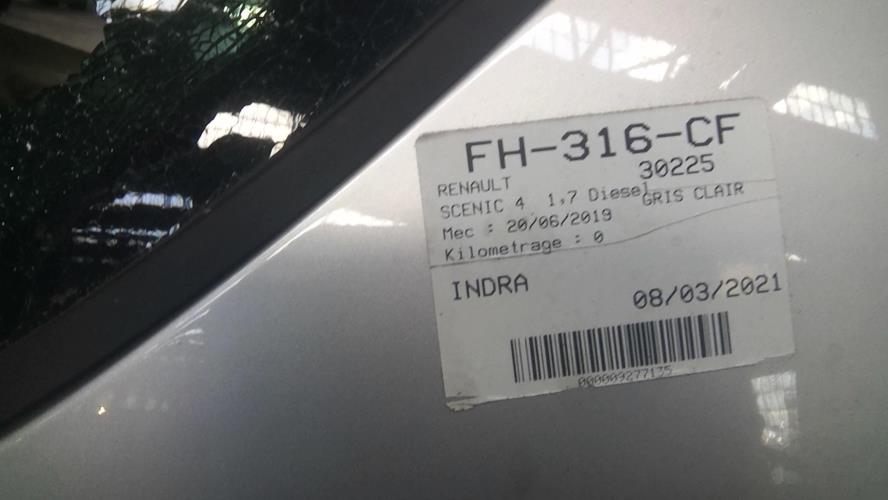 FH-316-CF
RENAULT 30225
SCENIC 4 1,7 Diesel GRIS CLAIR
Mec : 20/06/2019
Kilometrage : 0
INDRA 08/03/2021
000009277135